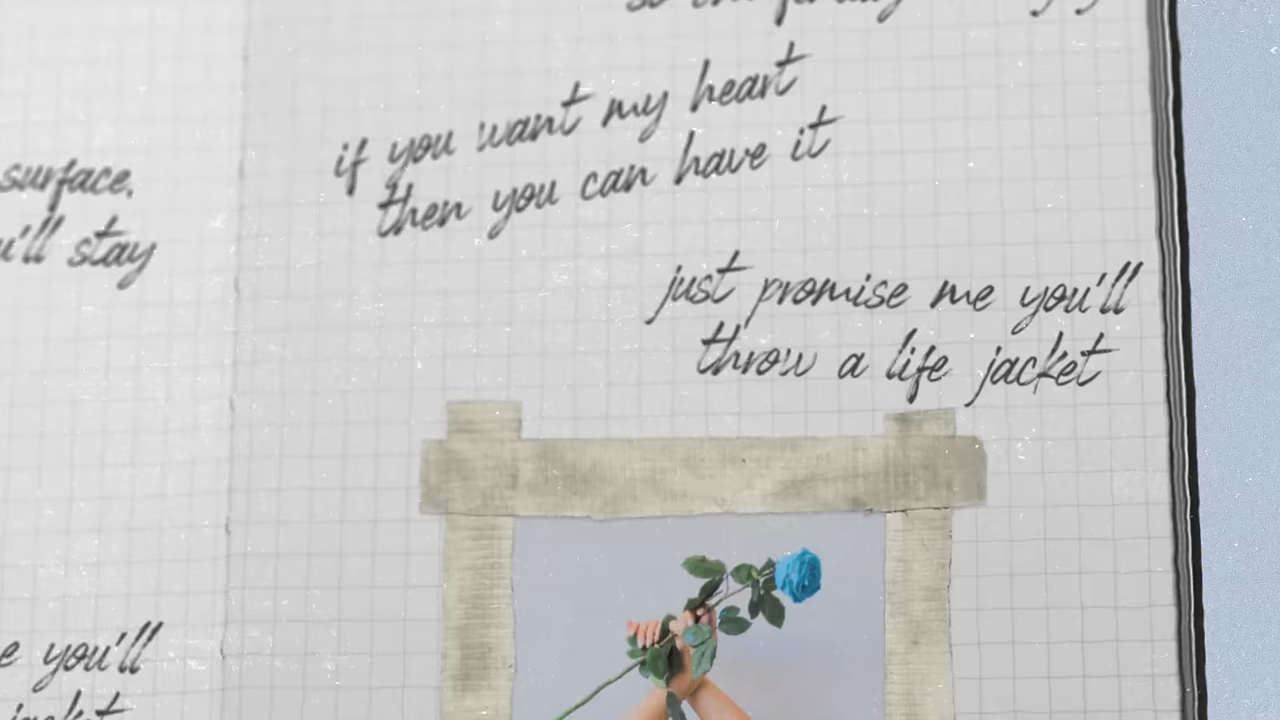 surface.
stay
if you want my heart
then you can have it
just promise me you'll
throw a life jacket
you'll
jacket